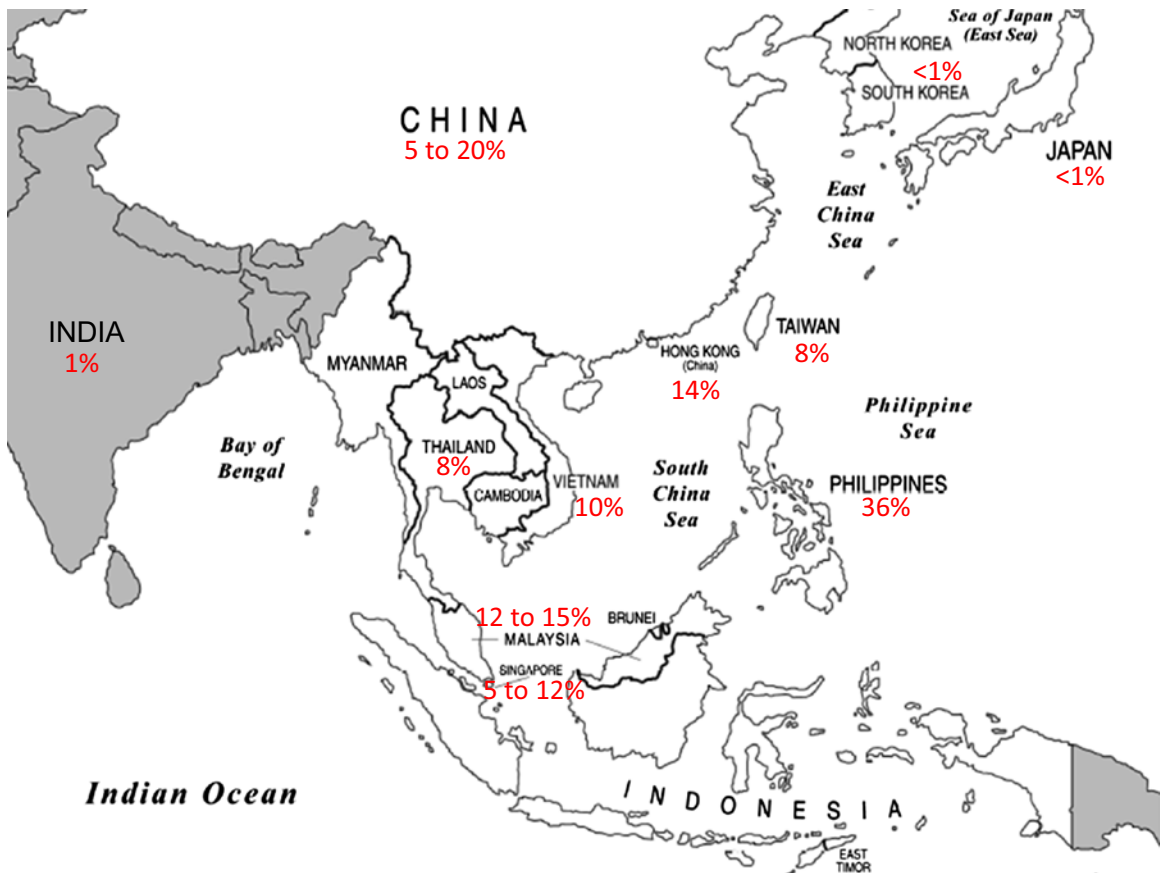 Sea of Japan
(East Sea)
NORTH KOREA
<1%
SOUTH KOREA
CHINA
5 to 20%
JAPAN
<1%
East
China
Sea
INDIA
1%
MYANMAR
LAOS
HONG KONG
(China)
14%
TAIWAN
8%
Bay of
Bengal
THAILAND
8%
CAMBODIA
VIETNAM
10%
South
China
Sea
Philippine
Sea
PHILIPPINES
36%
12 to 15%
MALAYSIA
BRUNEI
SINGAPORE
5 to 12%
Indian Ocean
INDONESIA
EAST
TIMOR